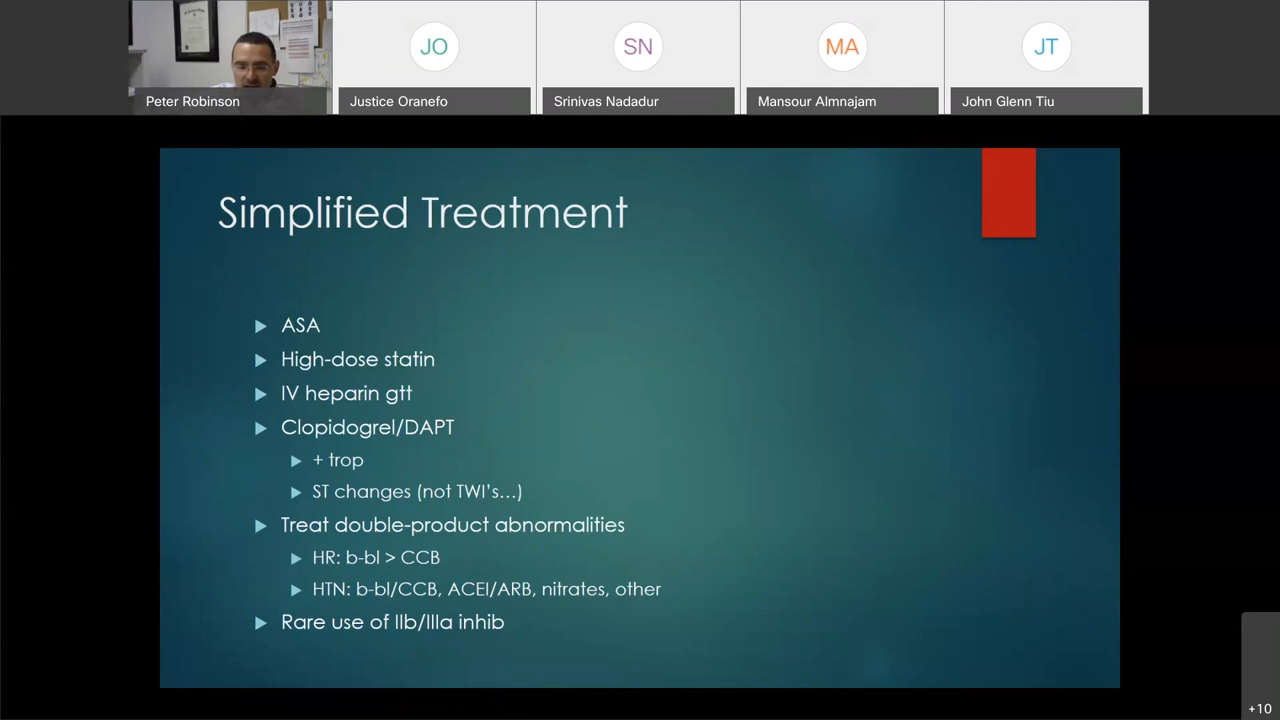 JO
SN
MA
JT
Peter Robinson
Justice Oranefo
Srinivas Nadadur
Mansour Almnajam
John Glenn Tiu
Simplified Treatment
ASA
High-dose statin
IV heparin gtt
Clopidogrel/DAPT
+ trop
ST changes (not TWI's...)
Treat double-product abnormalities
HR: b-bl > CCB
HTN: b-bl/CCB, ACEI/ARB, nitrates, other
Rare use of IIb/IIIa inhib
+10